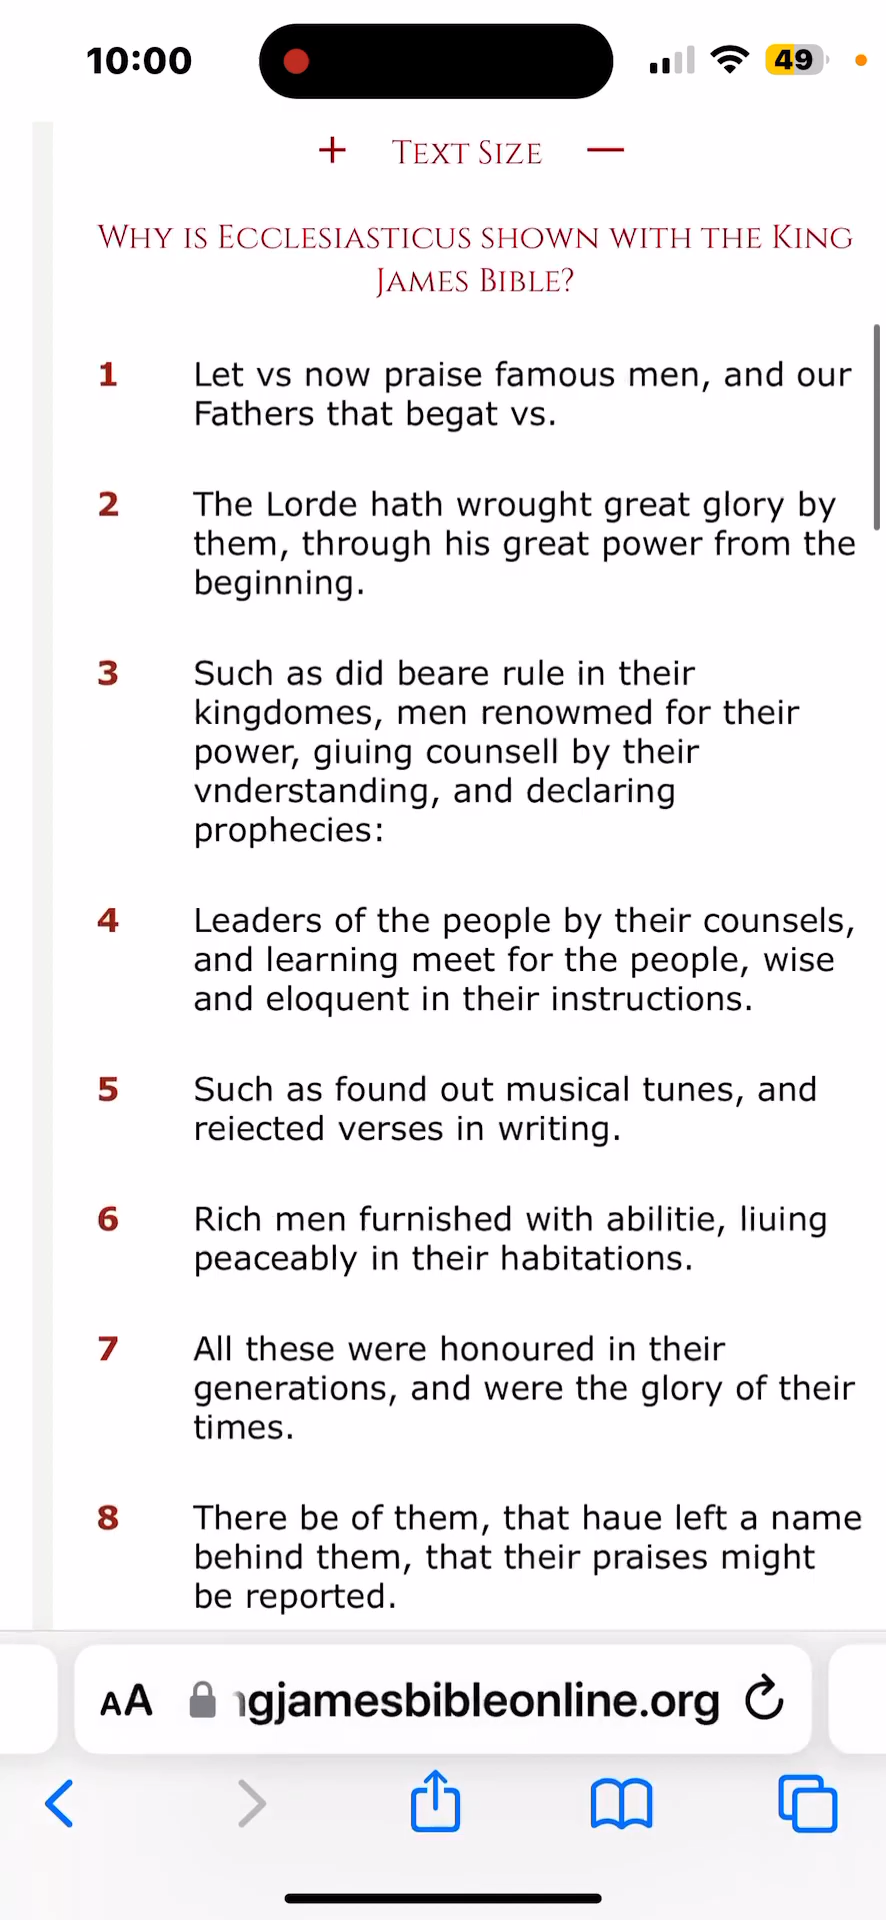 10:00
49
+ Text Size —
Why is Ecclesiasticus shown with the King
James Bible?
1 Let vs now praise famous men, and our
Fathers that begat vs.
2 The Lorde hath wrought great glory by
them, through his great power from the
beginning.
3 Such as did beare rule in their
kingdomes, men renowmed for their
power, giuing counsell by their
vnderstanding, and declaring
prophecies:
4 Leaders of the people by their counsels,
and learning meet for the people, wise
and eloquent in their instructions.
5 Such as found out musical tunes, and
reiected verses in writing.
6 Rich men furnished with abilitie, liuing
peaceably in their habitations.
7 All these were honoured in their
generations, and were the glory of their
times.
8 There be of them, that haue left a name
behind them, that their praises might
be reported.
AA ngjamesbibleonline.org